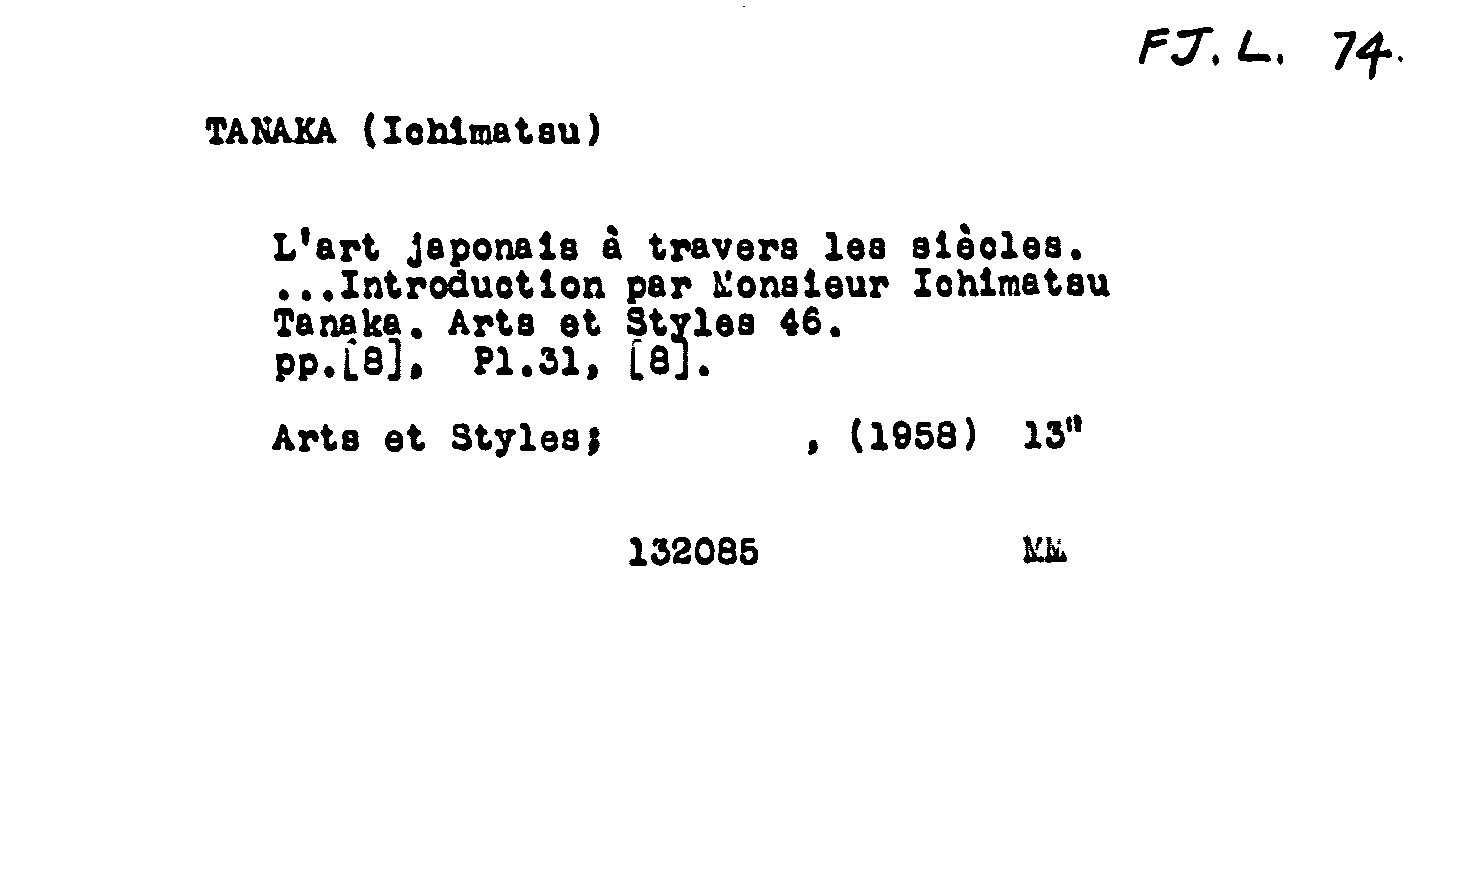 FJ. L. 74.
TANAKA (Ichimatsu)
L'art japonais à travers les siècles.
...Introduction par Monsieur Ichimatsu
Tanaka. Arts et Styles 46.
pp.[8], Pl.31, [8].
Arts et Styles; , (1958) 13"
132085 MM